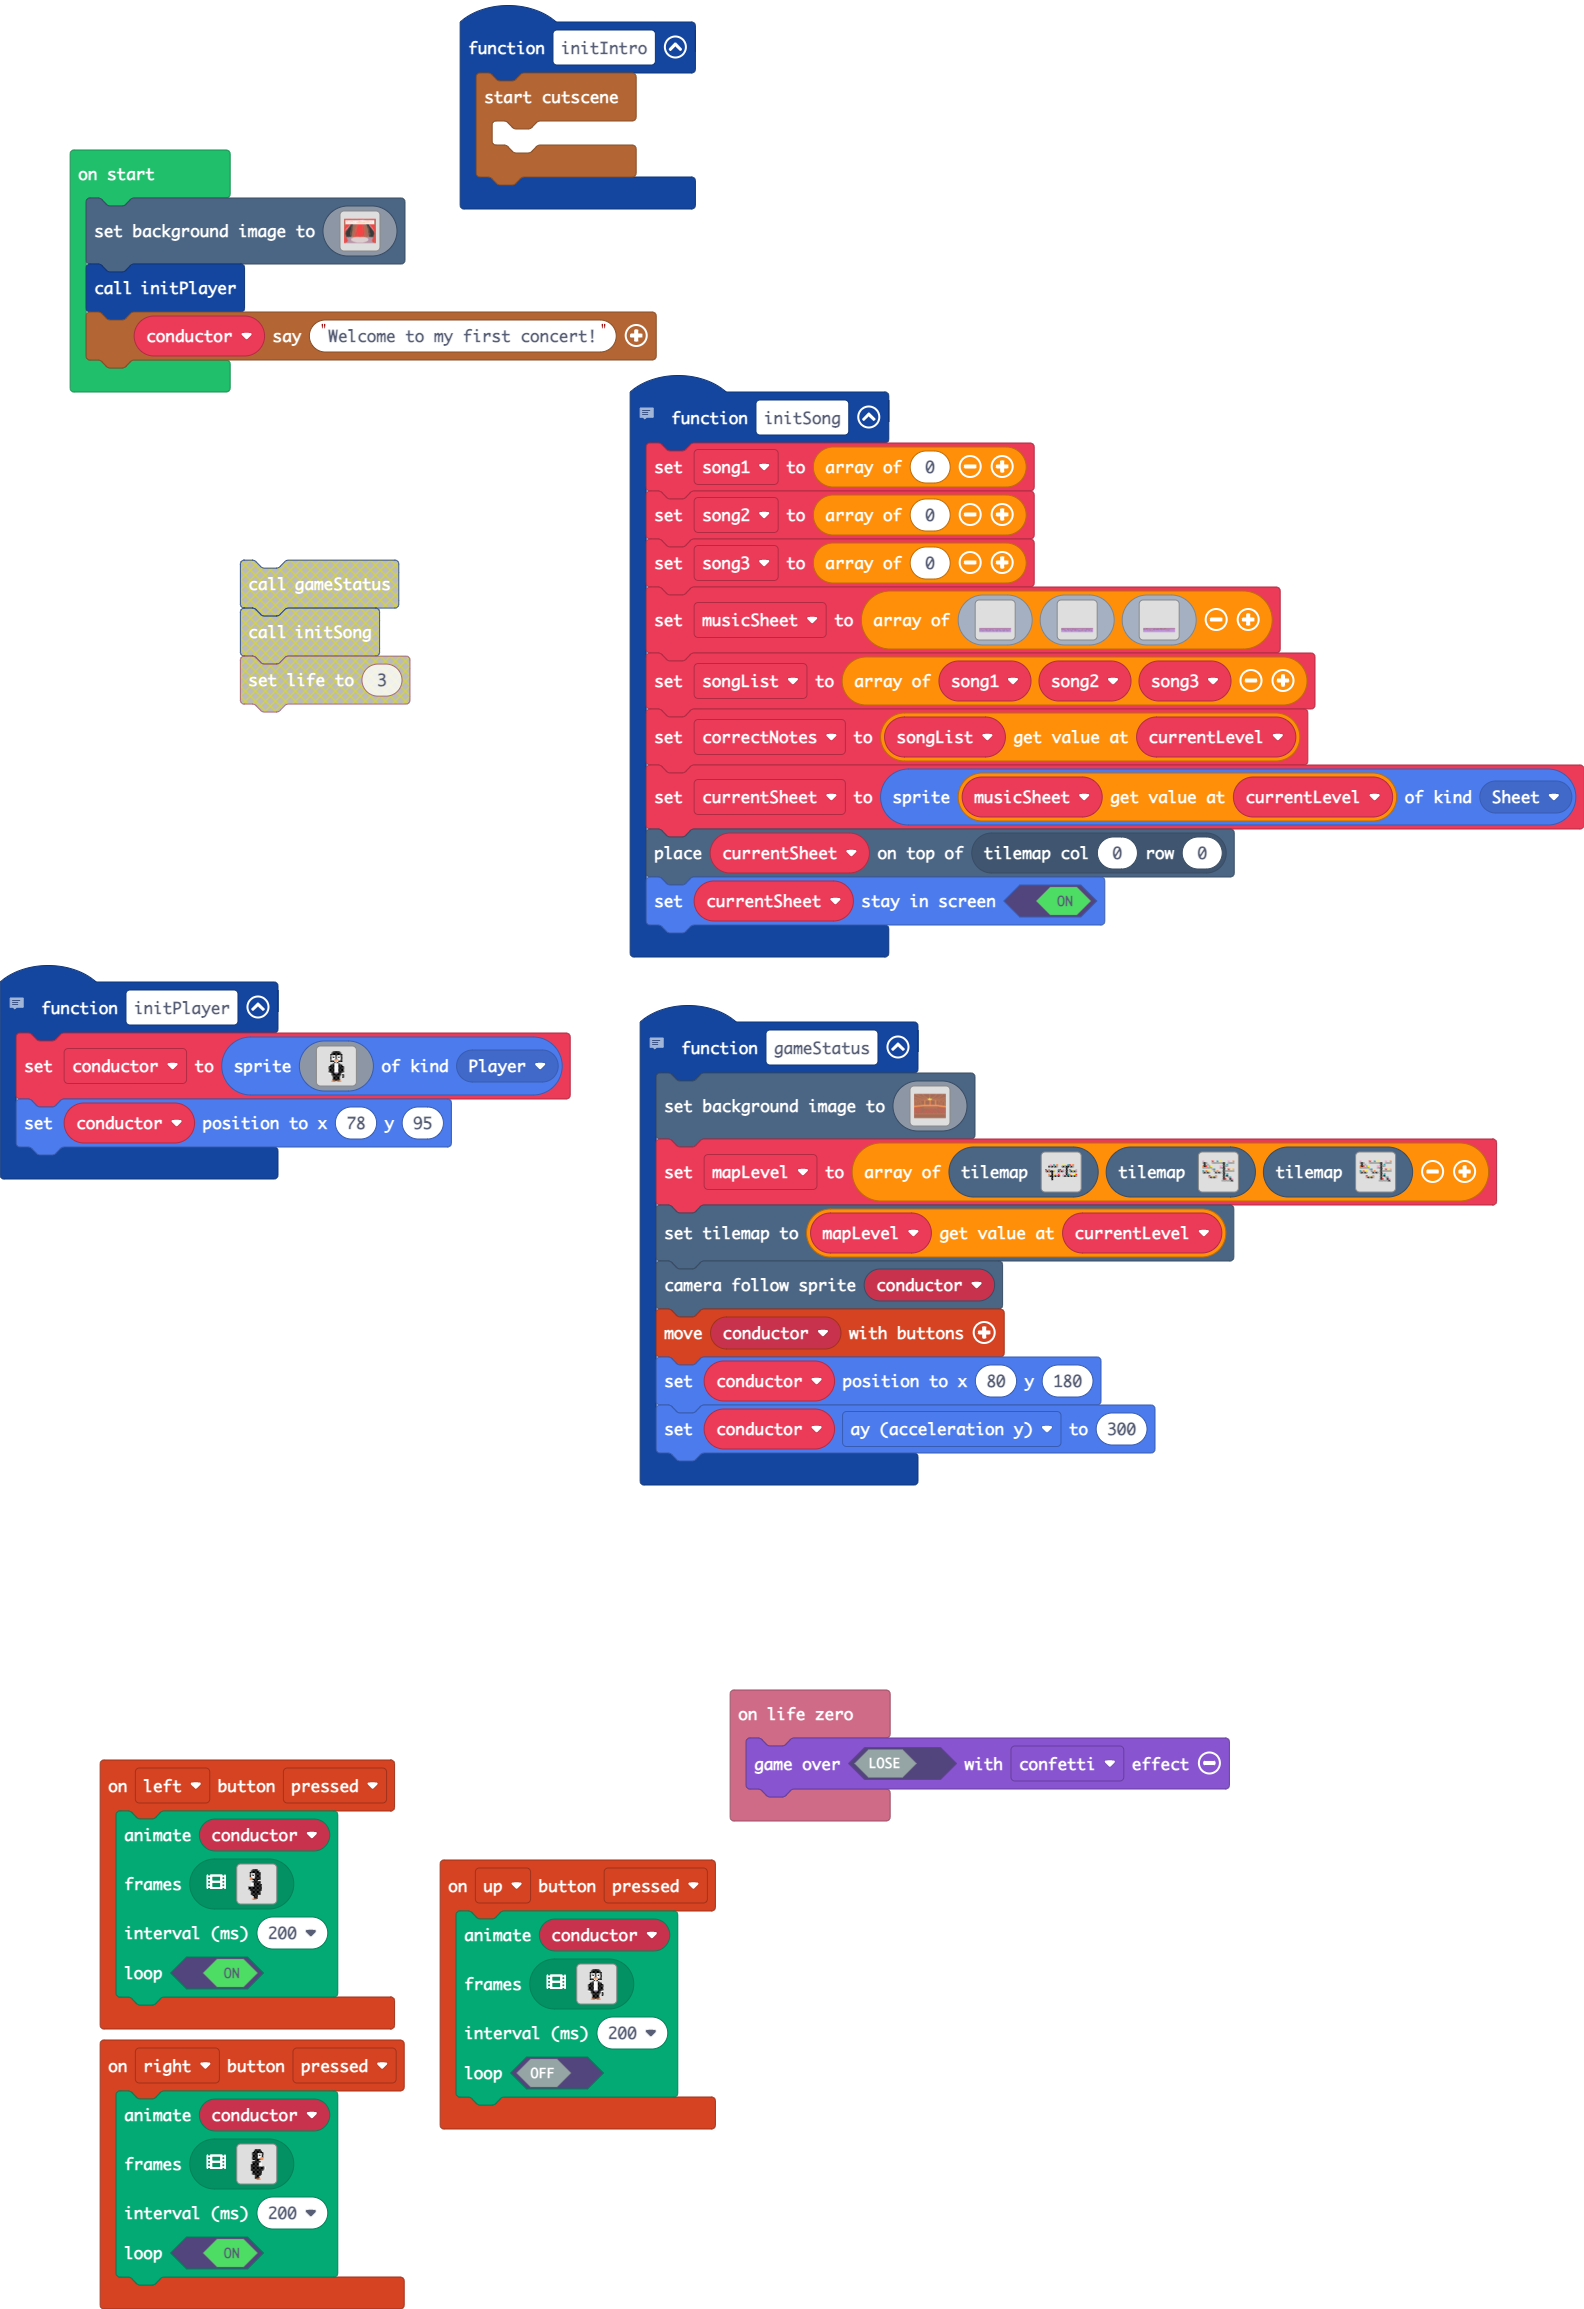 function initIntro
start cutscene
on start
set background image to
call initPlayer
conductor say "Welcome to my first concert!"
function initSong
set song1 to array of 0
set song2 to array of 0
set song3 to array of 0
set musicSheet to array of
set songList to array of song1 song2 song3
set correctNotes to songList get value at currentLevel
set currentSheet to sprite musicSheet get value at currentLevel of kind Sheet
place currentSheet on top of tilemap col 0 row 0
set currentSheet stay in screen ON
call gameStatus
call initSong
set life to 3
function initPlayer
set conductor to sprite of kind Player
set conductor position to x 78 y 95
function gameStatus
set background image to
set mapLevel to array of tilemap tilemap tilemap
set tilemap to mapLevel get value at currentLevel
camera follow sprite conductor
move conductor with buttons
set conductor position to x 80 y 180
set conductor ay (acceleration y) to 300
on life zero
game over LOSE with confetti effect
on left button pressed
animate conductor
frames
interval (ms) 200
loop ON
on up button pressed
animate conductor
frames
interval (ms) 200
loop OFF
on right button pressed
animate conductor
frames
interval (ms) 200
loop ON